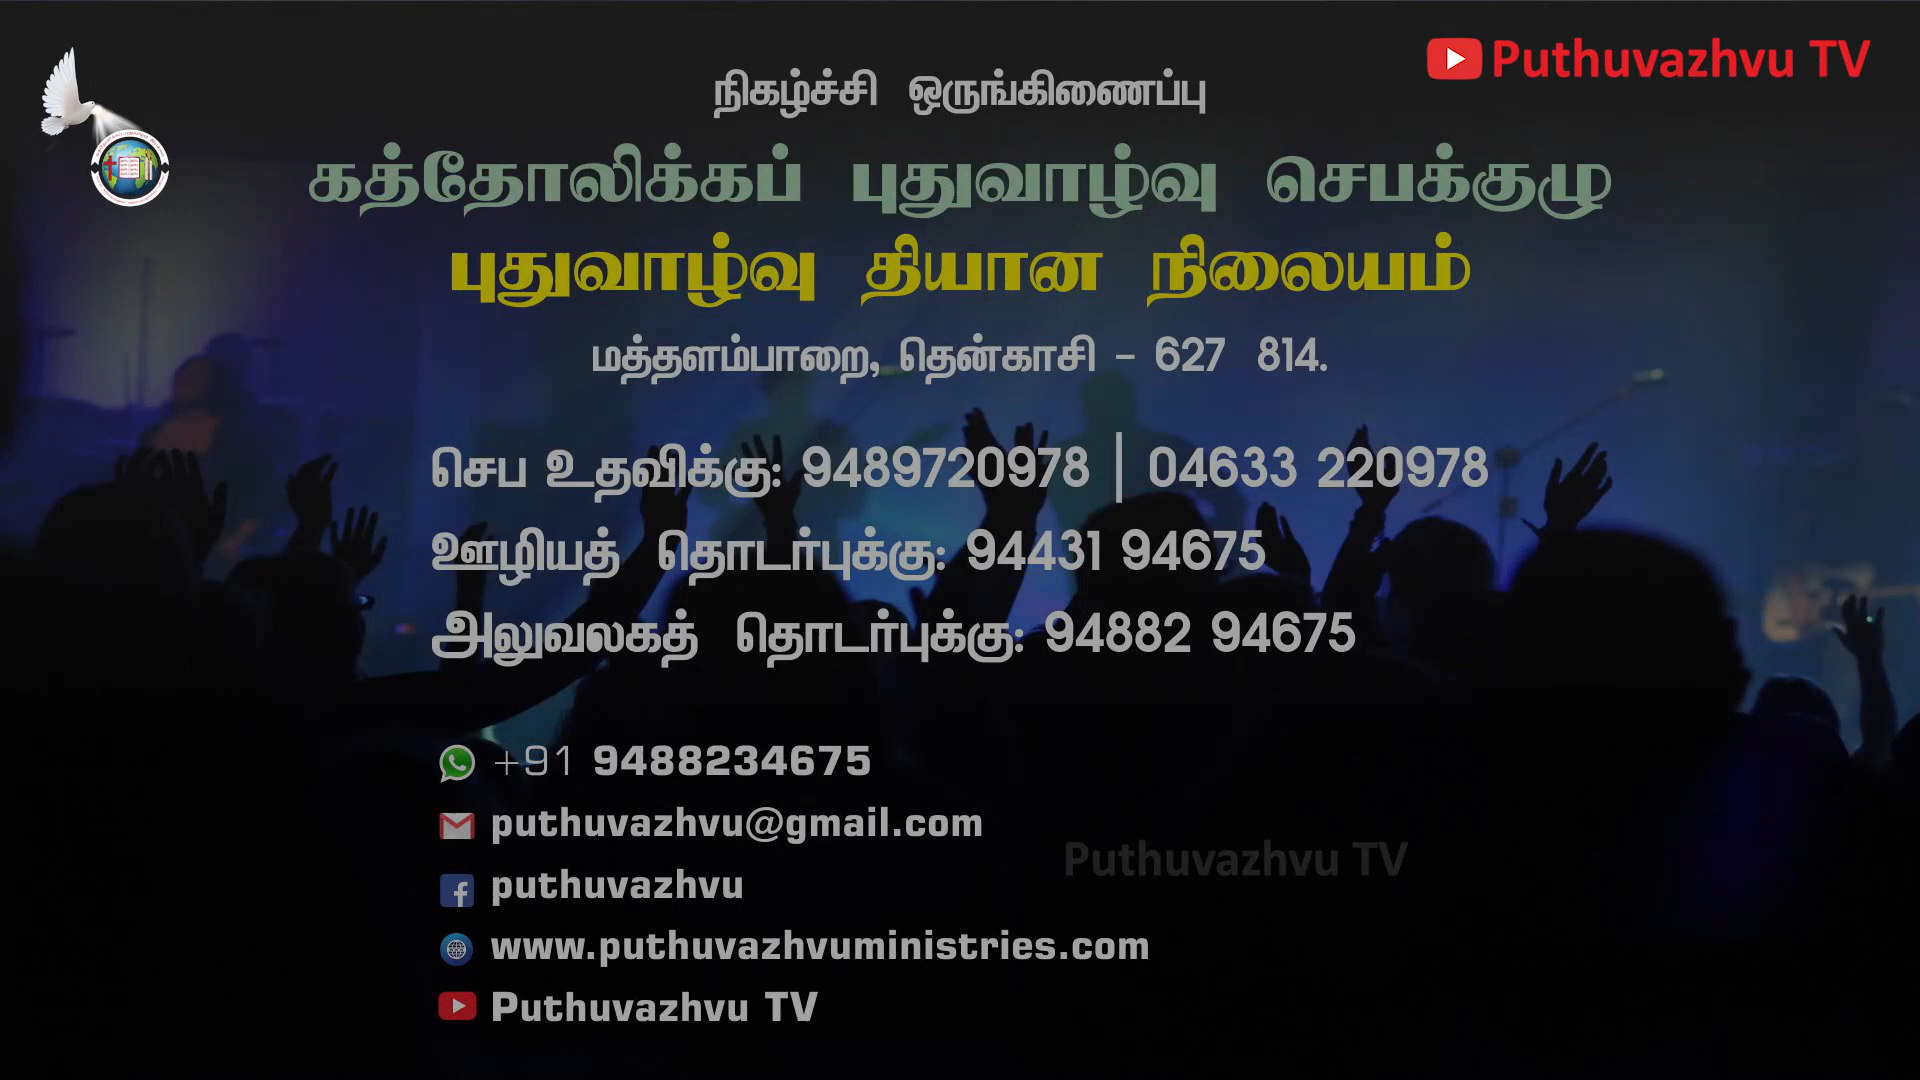 Puthuvazhvu TV
நிகழ்ச்சி ஒருங்கிணைப்பு
கத்தோலிக்கப் புதுவாழ்வு செபக்குழு
புதுவாழ்வு தியான நிலையம்
மத்தளம்பாறை, தென்காசி – 627 814.
செப உதவிக்கு: 9489720978 | 04633 220978
ஊழியத் தொடர்புக்கு: 94431 94675
அலுவலகத் தொடர்புக்கு: 94882 94675
+91 9488234675
puthuvazhvu@gmail.com
Puthuvazhvu TV
puthuvazhvu
www.puthuvazhvuministries.com
Puthuvazhvu TV